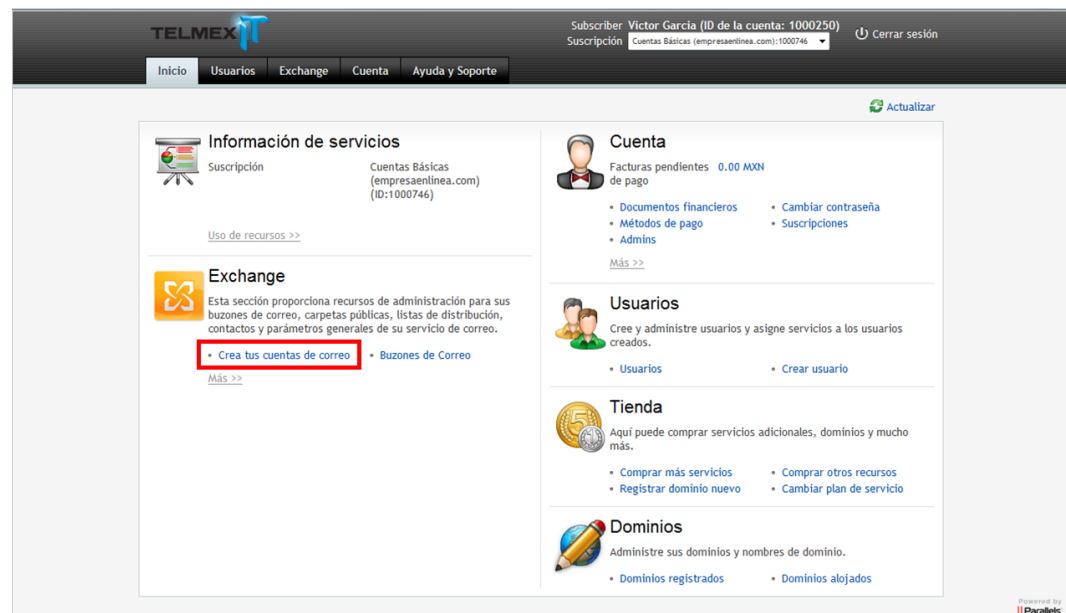 TELMEX IT
Subscriber Victor Garcia (ID de la cuenta: 1000250)
Suscripción Cuentas Básicas (empresaenlinea.com):1000746
Cerrar sesión
Inicio Usuarios Exchange Cuenta Ayuda y Soporte
Actualizar
Información de servicios
Suscripción Cuentas Básicas
(empresaenlinea.com)
(ID:1000746)
Uso de recursos >>
Exchange
Esta sección proporciona recursos de administración para sus
buzones de correo, carpetas públicas, listas de distribución,
contactos y parámetros generales de su servicio de correo.
• Crea tus cuentas de correo • Buzones de Correo
Más >>
Cuenta
Facturas pendientes 0.00 MXN
de pago
• Documentos financieros • Cambiar contraseña
• Métodos de pago • Suscripciones
• Admins
Más >>
Usuarios
Cree y administre usuarios y asigne servicios a los usuarios
creados.
• Usuarios • Crear usuario
Tienda
Aquí puede comprar servicios adicionales, dominios y mucho
más.
• Comprar más servicios • Comprar otros recursos
• Registrar dominio nuevo • Cambiar plan de servicio
Dominios
Administre sus dominios y nombres de dominio.
• Dominios registrados • Dominios alojados
Powered by
Parallels